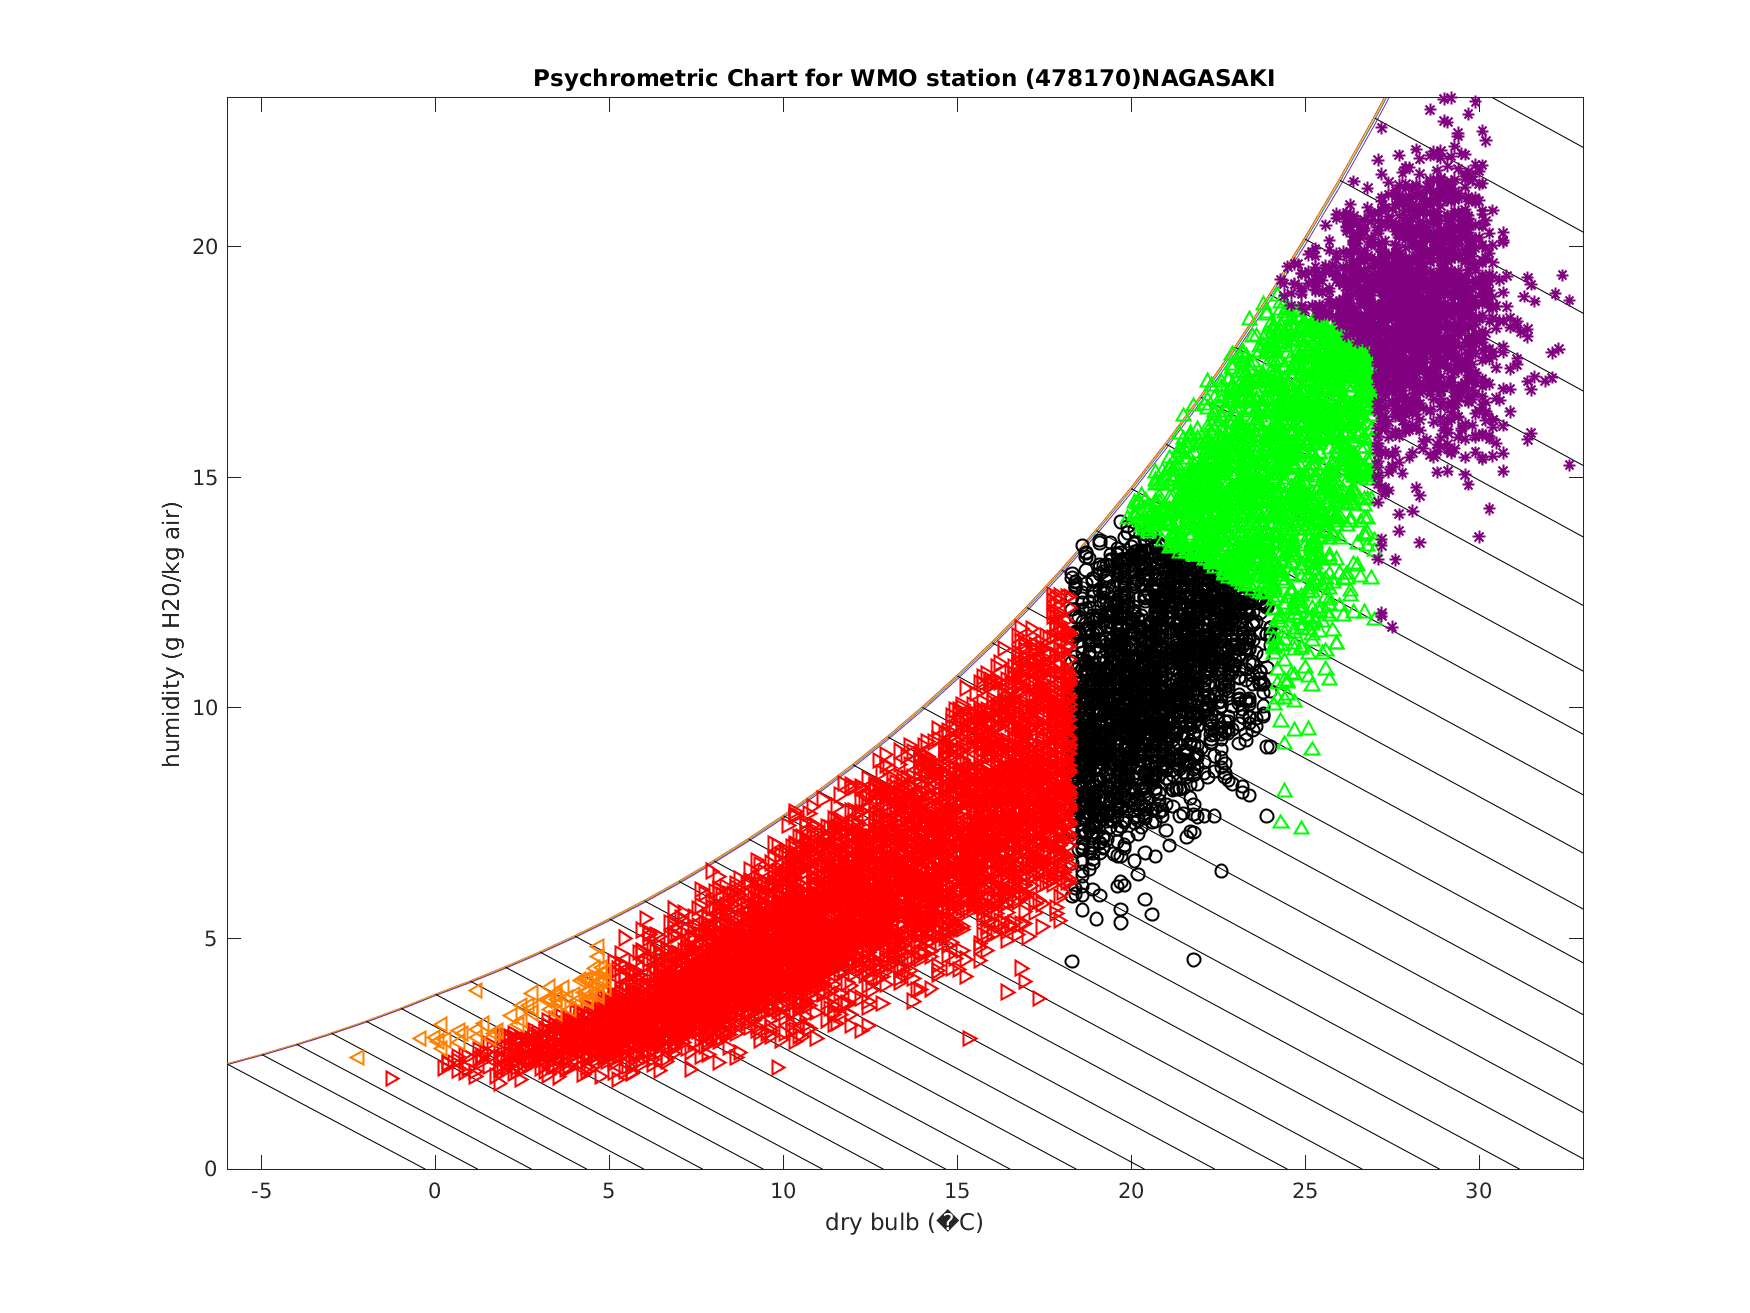 Psychrometric Chart for WMO station (478170)NAGASAKI
humidity (g H20/kg air)
20
15
10
5
0
-5 0 5 10 15 20 25 30
dry bulb (�C)